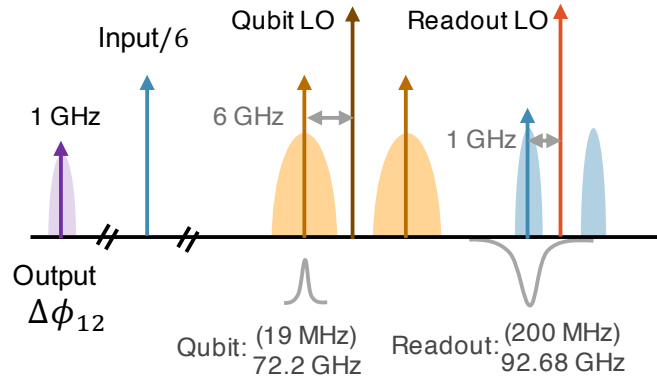 Qubit LO
Readout LO
Input/6
1 GHz
6 GHz
1 GHz
Output
Δϕ₁₂
Qubit: (19 MHz)
72.2 GHz
Readout: (200 MHz)
92.68 GHz